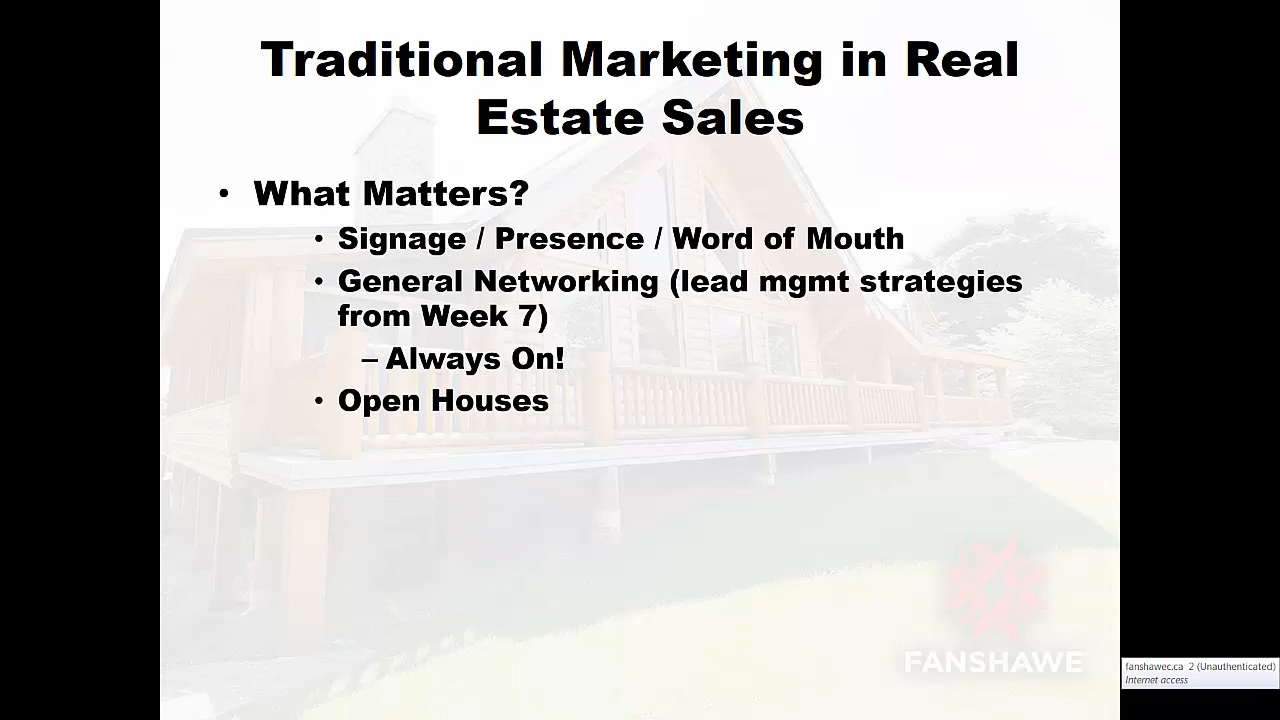 Traditional Marketing in Real
Estate Sales
• What Matters?
• Signage / Presence / Word of Mouth
• General Networking (lead mgmt strategies
from Week 7)
– Always On!
• Open Houses
FANSHAWE
fanshawec.ca 2 (Unauthenticated)
Internet access